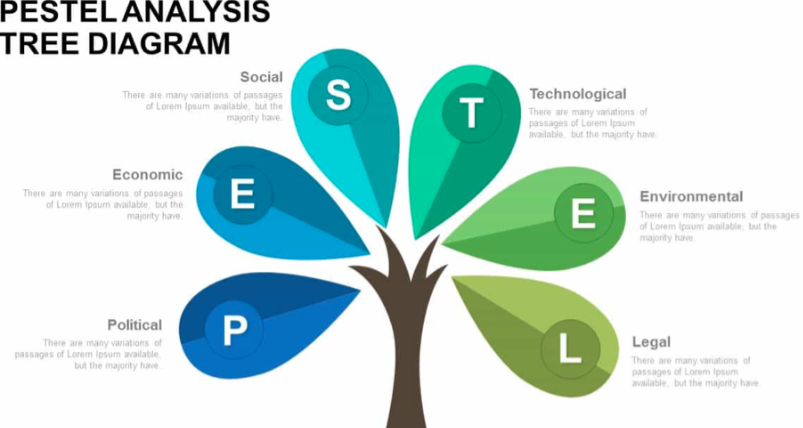 PESTEL ANALYSIS
TREE DIAGRAM
Social
There are many variations of passages
of Lorem Ipsum available, but the
majority have.
S
T
Technological
There are many variations of
passages of Lorem Ipsum
available, but the majority have.
Economic
There are many variations of passages
of Lorem Ipsum available, but the
majority have.
E
E
Environmental
There are many variations of passages
of Lorem Ipsum available, but the
majority have.
Political
There are many variations of
passages of Lorem Ipsum available,
but the majority have.
P
L
Legal
There are many variations of
passages of Lorem Ipsum
available, but the majority have.